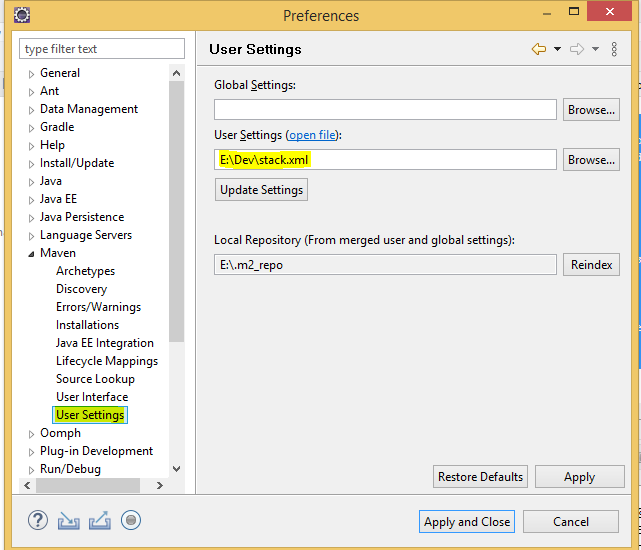 Preferences
type filter text
General
Ant
Data Management
Gradle
Help
Install/Update
Java
Java EE
Java Persistence
Language Servers
Maven
Archetypes
Discovery
Errors/Warnings
Installations
Java EE Integration
Lifecycle Mappings
Source Lookup
User Interface
User Settings
Oomph
Plug-in Development
Run/Debug
User Settings
Global Settings:
Browse...
User Settings (open file):
E:\Dev\stack.xml
Browse...
Update Settings
Local Repository (From merged user and global settings):
E:\.m2_repo
Reindex
Restore Defaults
Apply
Apply and Close
Cancel